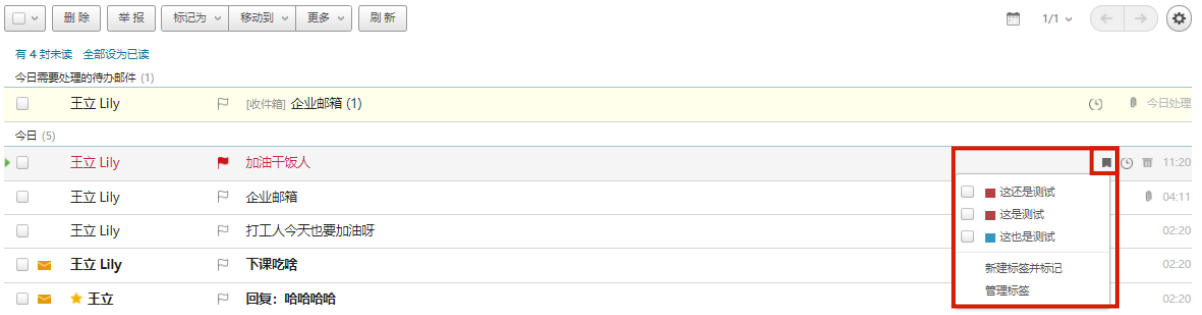 删 除 举 报 标记为 移动到 更多 刷 新 1/1
有 4 封未读 全部设为已读
今日需要处理的待办邮件 (1)
王立 Lily [收件箱] 企业邮箱 (1) 今日处理
今日 (5)
王立 Lily 加油干饭人 11:20
王立 Lily 企业邮箱 04:11
这还是测试
这是测试
王立 Lily 打工人今天也要加油呀 02:20
这也是测试
王立 Lily 下课吃啥 02:20
新建标签并标记
管理标签
王立 回复：哈哈哈哈 02:20